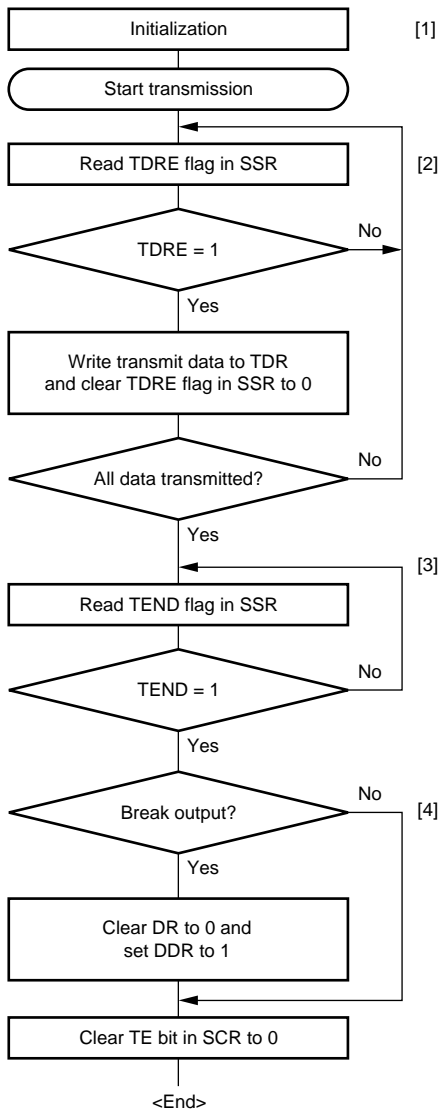 Initialization
[1]
Start transmission
Read TDRE flag in SSR
[2]
TDRE = 1
No
Yes
Write transmit data to TDR
and clear TDRE flag in SSR to 0
All data transmitted?
No
Yes
[3]
Read TEND flag in SSR
TEND = 1
No
Yes
Break output?
No
[4]
Yes
Clear DR to 0 and
set DDR to 1
Clear TE bit in SCR to 0
<End>